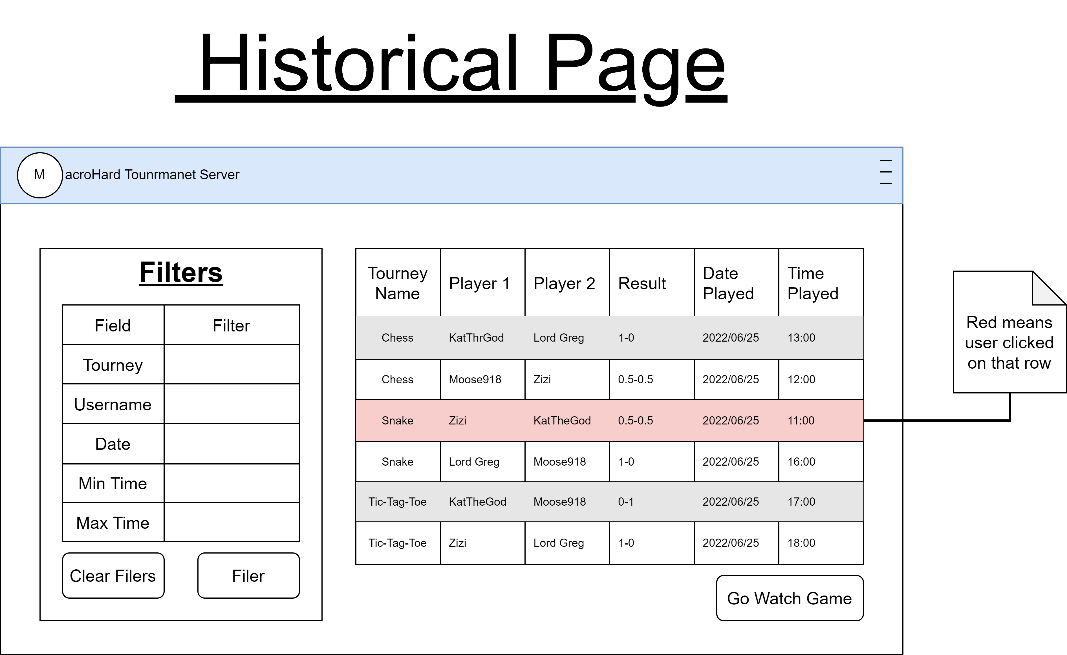 Historical Page
M acroHard Tounrmanet Server
Filters
Field Filter
Tourney
Username
Date
Min Time
Max Time
Clear Filers Filer
Tourney Name Player 1 Player 2 Result Date Played Time Played
Chess KatThrGod Lord Greg 1-0 2022/06/25 13:00
Chess Moose918 Zizi 0.5-0.5 2022/06/25 12:00
Snake Zizi KatTheGod 0.5-0.5 2022/06/25 11:00
Snake Lord Greg Moose918 1-0 2022/06/25 16:00
Tic-Tag-Toe KatTheGod Moose918 0-1 2022/06/25 17:00
Tic-Tag-Toe Zizi Lord Greg 1-0 2022/06/25 18:00
Go Watch Game
Red means
user clicked
on that row